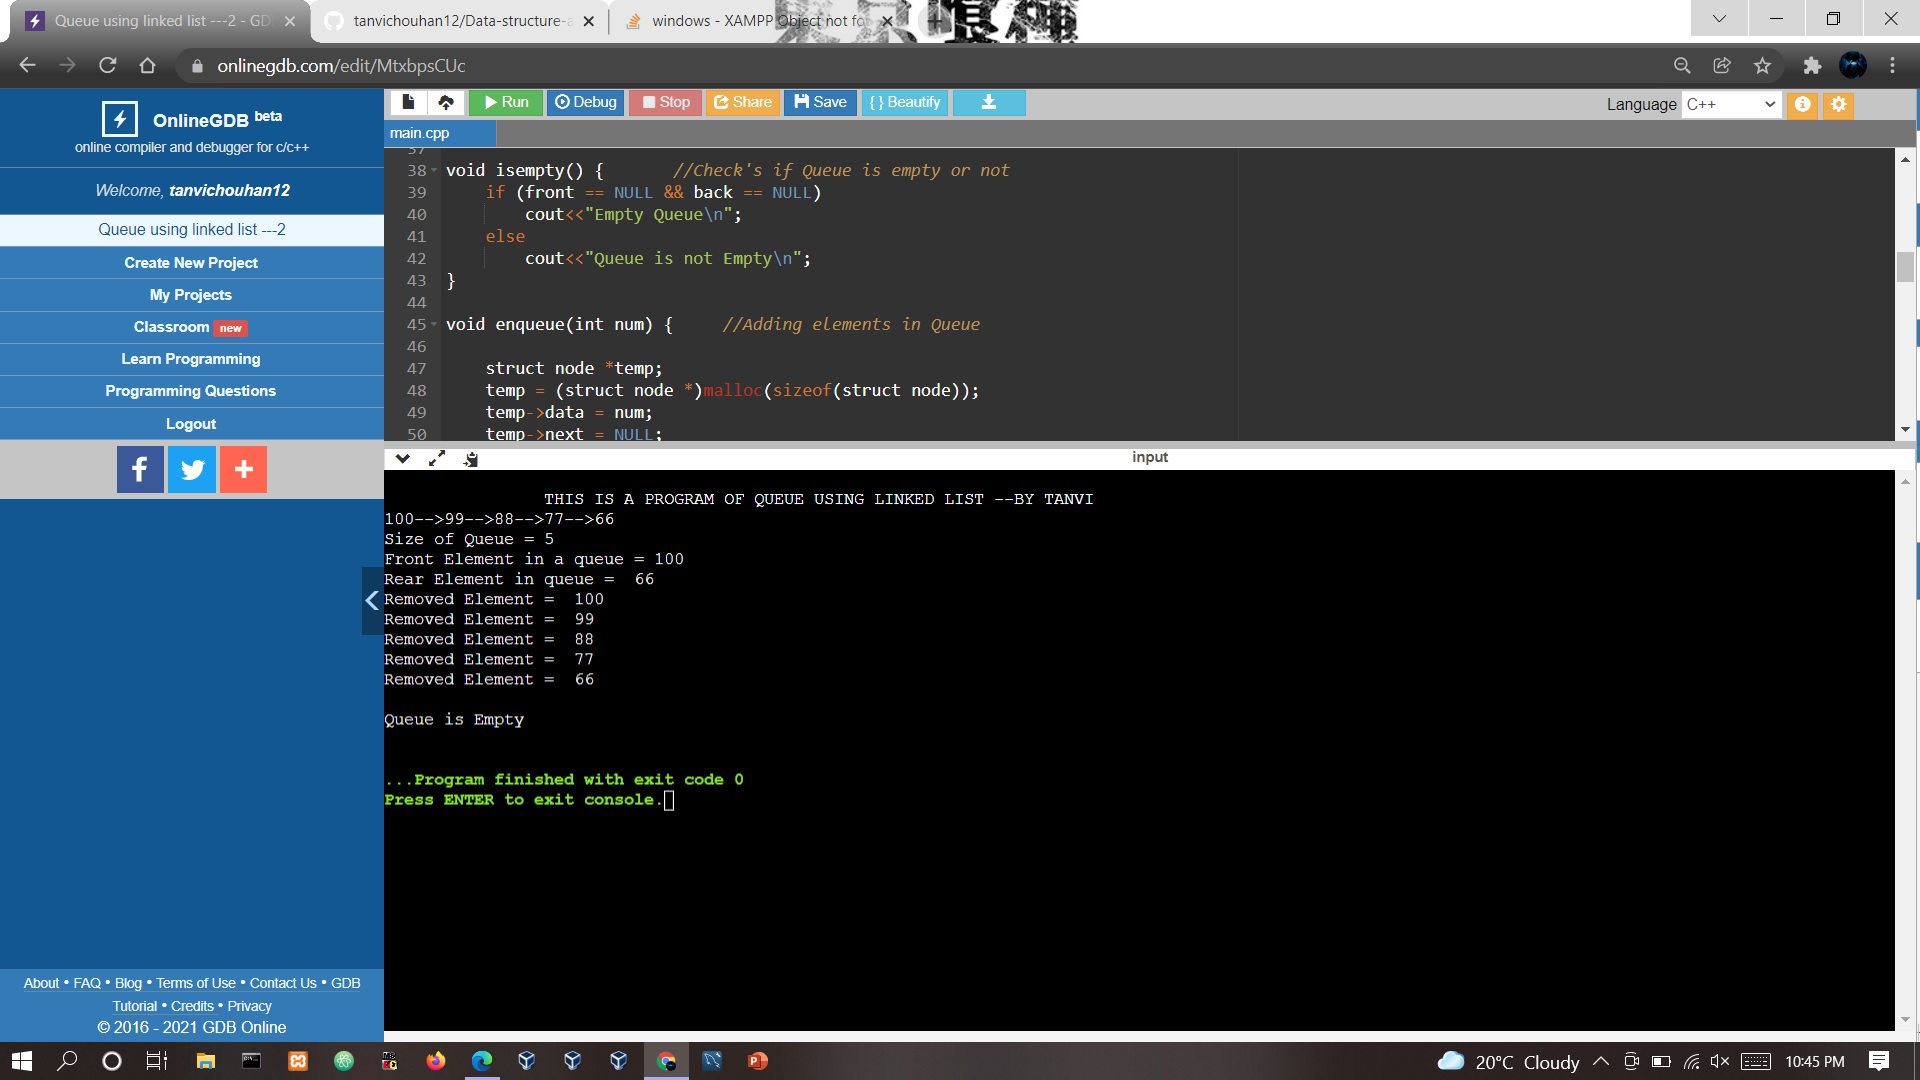 Queue using linked list ---2 - GD
tanvichouhan12/Data-structure-a
windows - XAMPP Object not fo
onlinegdb.com/edit/MtxbpsCUc
OnlineGDB beta
online compiler and debugger for c/c++
Welcome, tanvichouhan12
Queue using linked list ---2
Create New Project
My Projects
Classroom new
Learn Programming
Programming Questions
Logout
About • FAQ • Blog • Terms of Use • Contact Us • GDB
Tutorial • Credits • Privacy
© 2016 - 2021 GDB Online
Run Debug Stop Share Save { } Beautify
Language C++
main.cpp
37
38 void isempty() { //Check's if Queue is empty or not
39 if (front == NULL && back == NULL)
40 cout<<"Empty Queue\n";
41 else
42 cout<<"Queue is not Empty\n";
43 }
44
45 void enqueue(int num) { //Adding elements in Queue
46
47 struct node *temp;
48 temp = (struct node *)malloc(sizeof(struct node));
49 temp->data = num;
50 temp->next = NULL;
input
THIS IS A PROGRAM OF QUEUE USING LINKED LIST --BY TANVI
100-->99-->88-->77-->66
Size of Queue = 5
Front Element in a queue = 100
Rear Element in queue = 66
Removed Element = 100
Removed Element = 99
Removed Element = 88
Removed Element = 77
Removed Element = 66
Queue is Empty
...Program finished with exit code 0
Press ENTER to exit console.
20°C Cloudy
10:45 PM